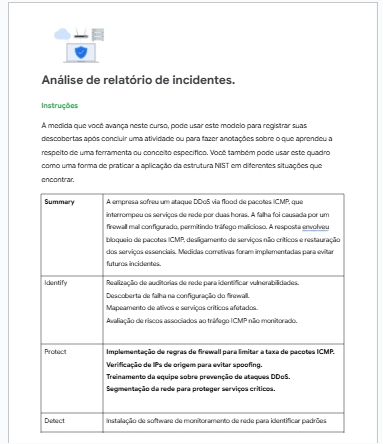 Análise de relatório de incidentes.
Instruções
À medida que você avança neste curso, pode usar este modelo para registrar suas
descobertas após concluir uma atividade ou para fazer anotações sobre o que aprendeu a
respeito de uma ferramenta ou conceito específico. Você também pode usar este quadro
como uma forma de praticar a aplicação da estrutura NIST em diferentes situações que
encontrar.
Summary
A empresa sofreu um ataque DDoS via flood de pacotes ICMP, que
interrompeu os serviços de rede por duas horas. A falha foi causada por um
firewall mal configurado, permitindo tráfego malicioso. A resposta envolveu
bloqueio de pacotes ICMP, desligamento de serviços não críticos e restauração
dos serviços essenciais. Medidas corretivas foram implementadas para evitar
futuros incidentes.
Identify
Realização de auditorias de rede para identificar vulnerabilidades.
Descoberta de falha na configuração do firewall.
Mapeamento de ativos e serviços críticos afetados.
Avaliação de riscos associados ao tráfego ICMP não monitorado.
Protect
Implementação de regras de firewall para limitar a taxa de pacotes ICMP.
Verificação de IPs de origem para evitar spoofing.
Treinamento da equipe sobre prevenção de ataques DDoS.
Segmentação da rede para proteger serviços críticos.
Detect
Instalação de software de monitoramento de rede para identificar padrões